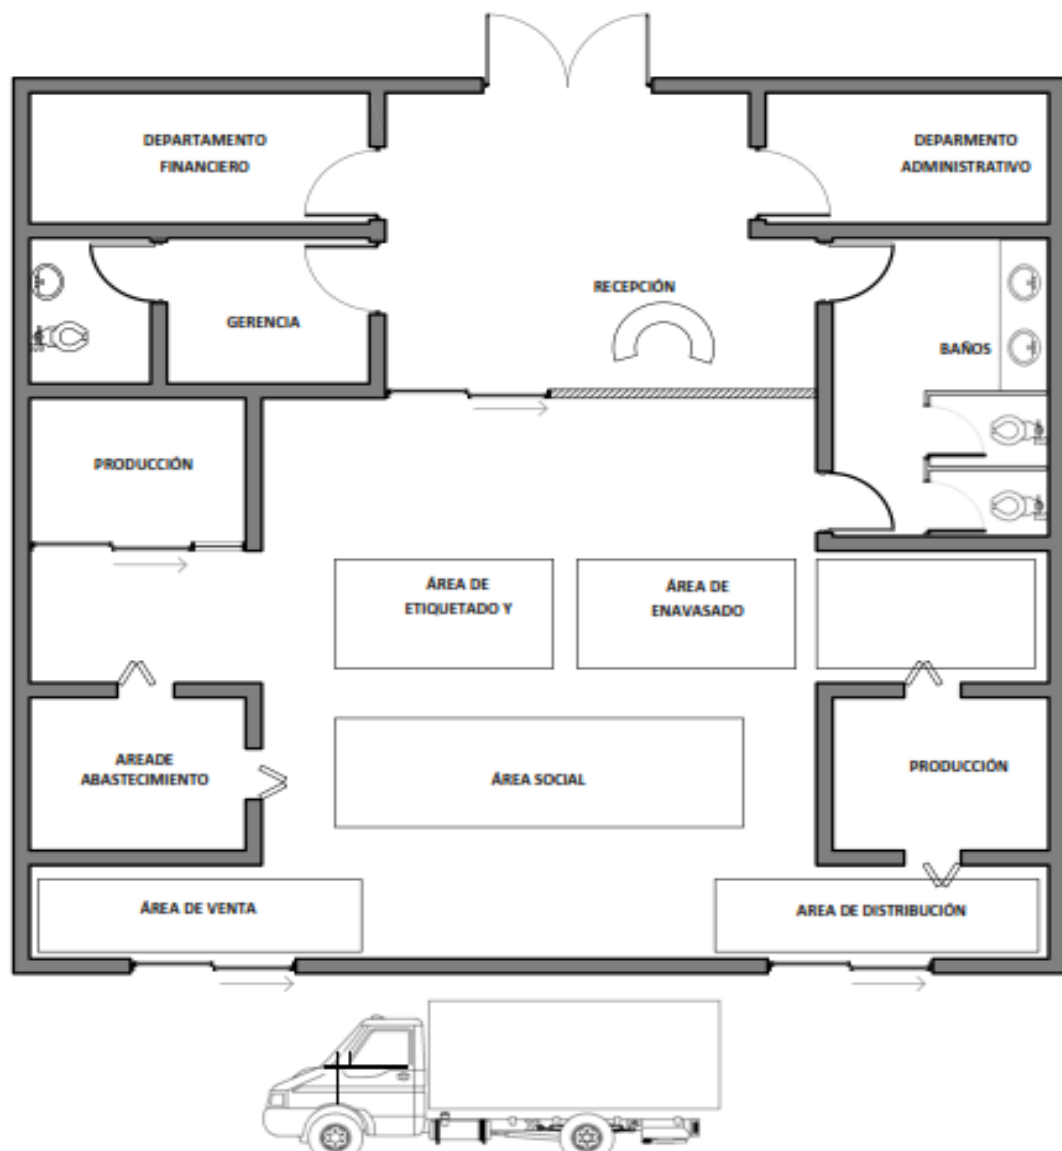 DEPARTAMENTO
FINANCIERO
DEPARMENTO
ADMINISTRATIVO
RECEPCIÓN
GERENCIA
BAÑOS
PRODUCCIÓN
ÁREA DE
ETIQUETADO Y
ÁREA DE
ENAVASADO
AREADE
ABASTECIMIENTO
ÁREA SOCIAL
PRODUCCIÓN
ÁREA DE VENTA
AREA DE DISTRIBUCIÓN